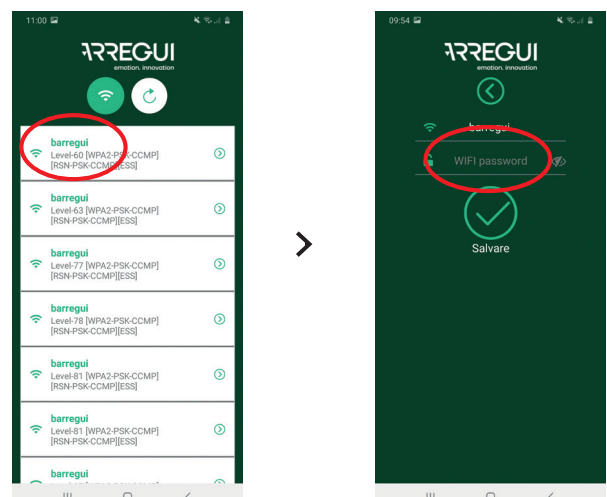 11:00
ARREGUI
emotion. innovation
barregui
Level-60 [WPA2-PSK-CCMP]
[RSN-PSK-CCMP][ESS]
barregui
Level-63 [WPA2-PSK-CCMP]
[RSN-PSK-CCMP][ESS]
barregui
Level-77 [WPA2-PSK-CCMP]
[RSN-PSK-CCMP][ESS]
barregui
Level-78 [WPA2-PSK-CCMP]
[RSN-PSK-CCMP][ESS]
barregui
Level-81 [WPA2-PSK-CCMP]
[RSN-PSK-CCMP][ESS]
barregui
Level-81 [WPA2-PSK-CCMP]
[RSN-PSK-CCMP][ESS]
barregui
>
09:54
ARREGUI
emotion. innovation
barregui
WIFI password
Salvare